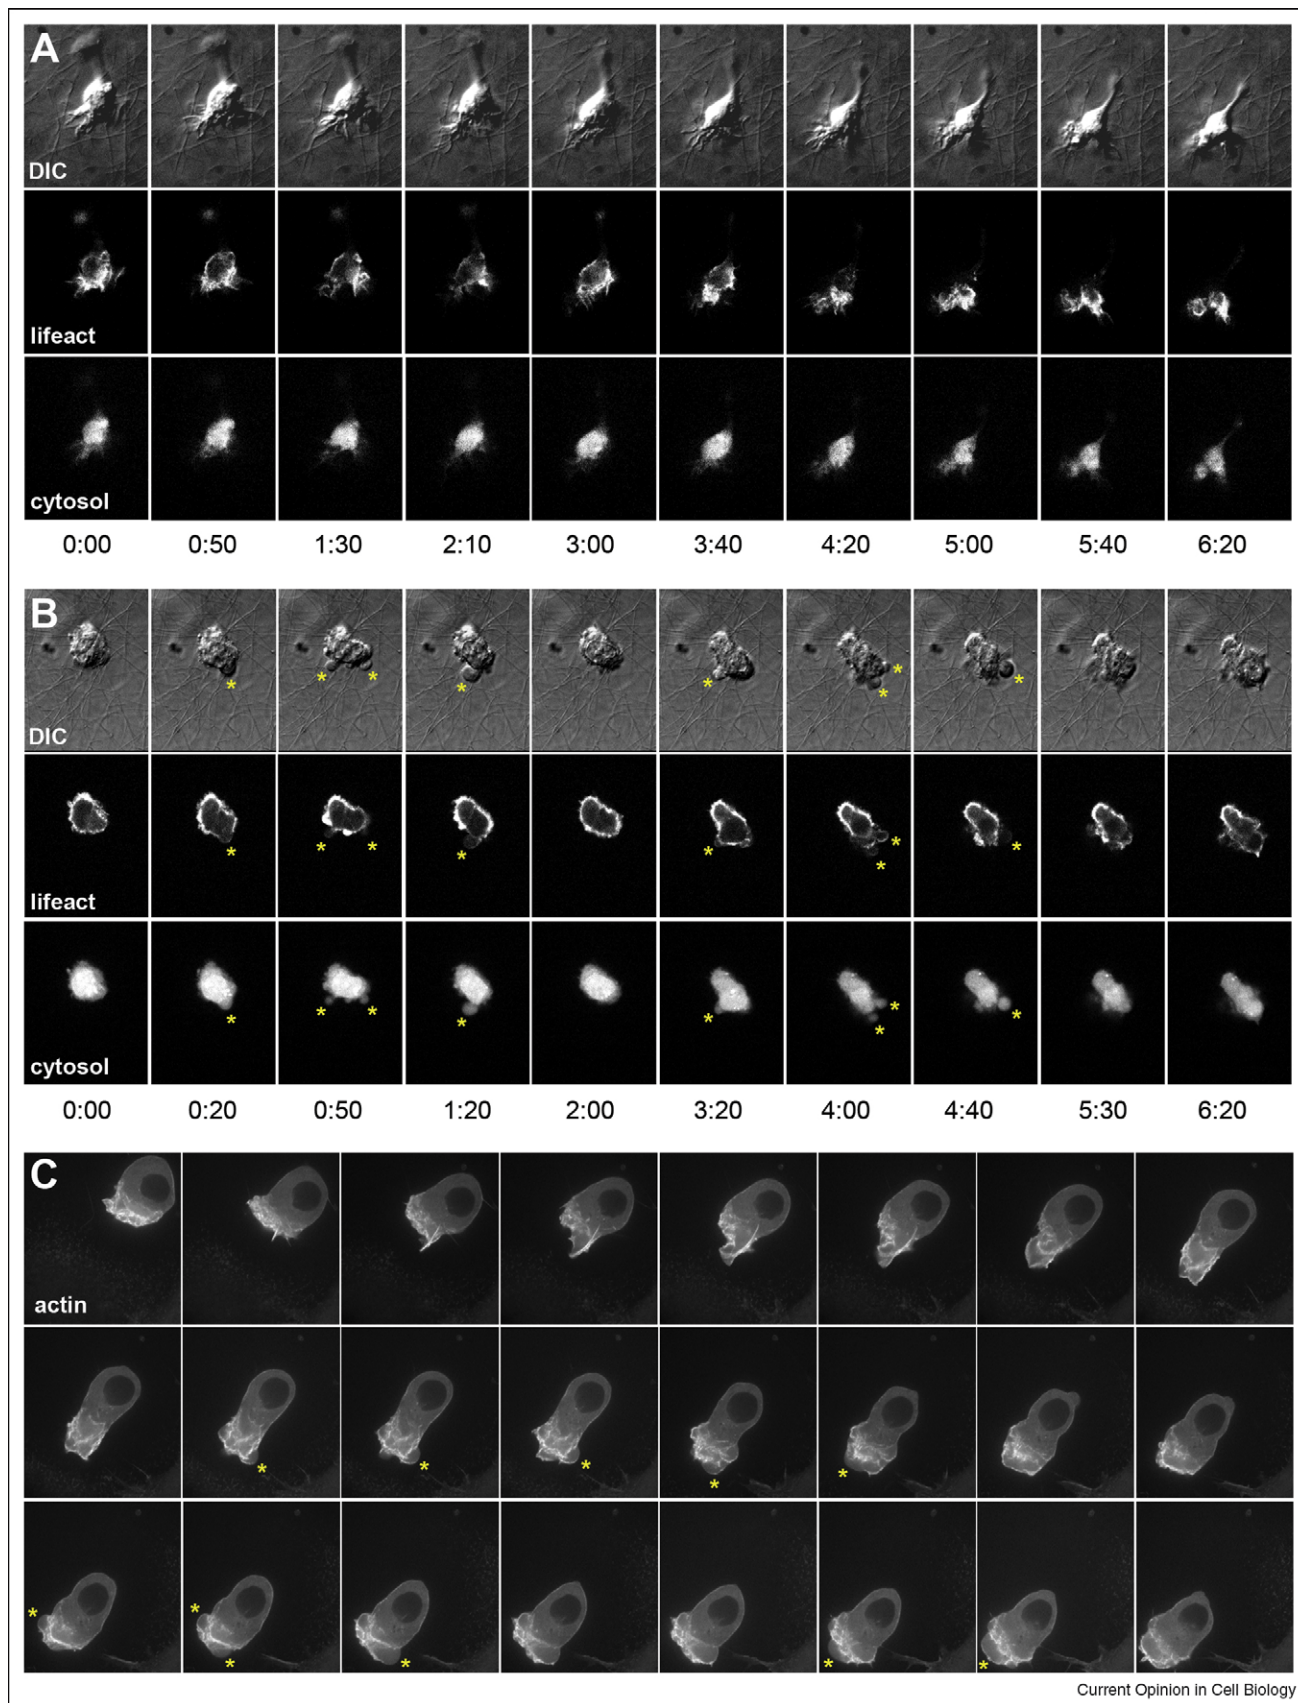 A
DIC
lifeact
cytosol
0:00 0:50 1:30 2:10 3:00 3:40 4:20 5:00 5:40 6:20
B
* * * * * * * *
DIC
* * * * * * * *
lifeact
* * * * * * * *
cytosol
0:00 0:20 0:50 1:20 2:00 3:20 4:00 4:40 5:30 6:20
C
actin
* * * * *
* * * * * *
Current Opinion in Cell Biology